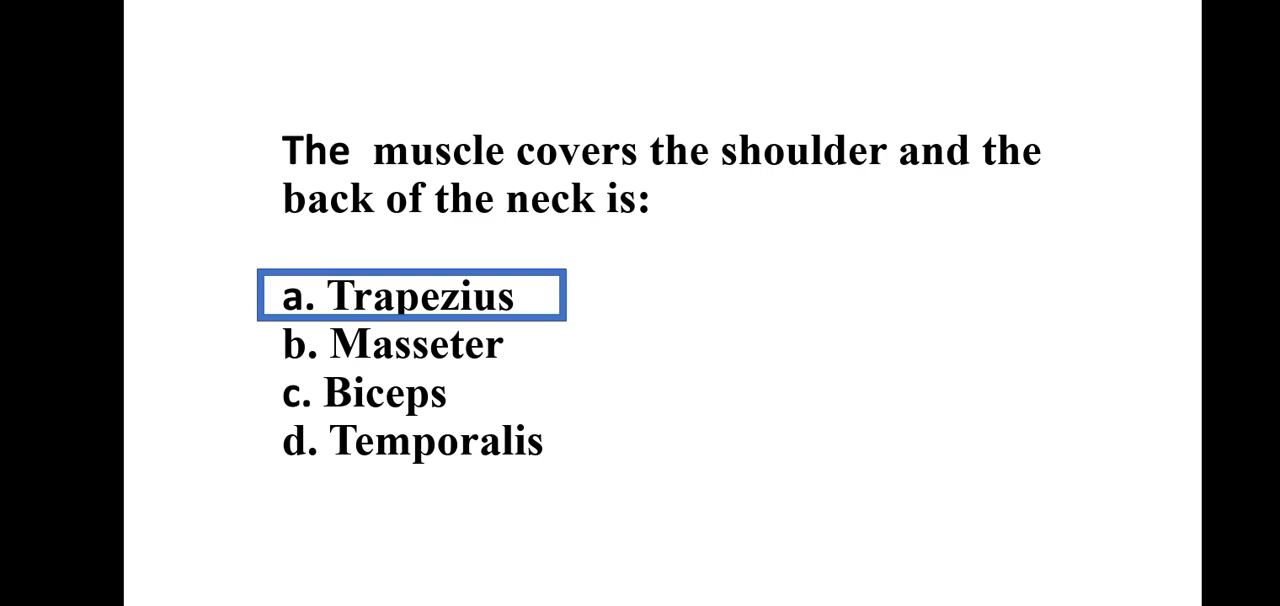 The muscle covers the shoulder and the
back of the neck is:
a. Trapezius
b. Masseter
c. Biceps
d. Temporalis